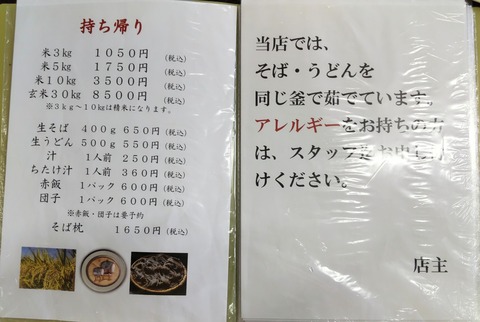 持ち帰り
米3kg 1050円 (税込)
米5kg 1750円 (税込)
米10kg 3500円 (税込)
玄米30kg 8500円 (税込)
※3kg～10kgは精米になります。
生そば 400g 650円 (税込)
生うどん 500g 550円 (税込)
汁 1人前 250円 (税込)
ちたけ汁 1人前 360円 (税込)
赤飯 1パック 600円 (税込)
団子 1パック 600円 (税込)
※赤飯・団子は要予約
そば枕 1650円 (税込)
当店では、
そば・うどんを
同じ釜で茹でています。
アレルギーをお持ちの方
は、スタッフにお申し付
けください。
店主